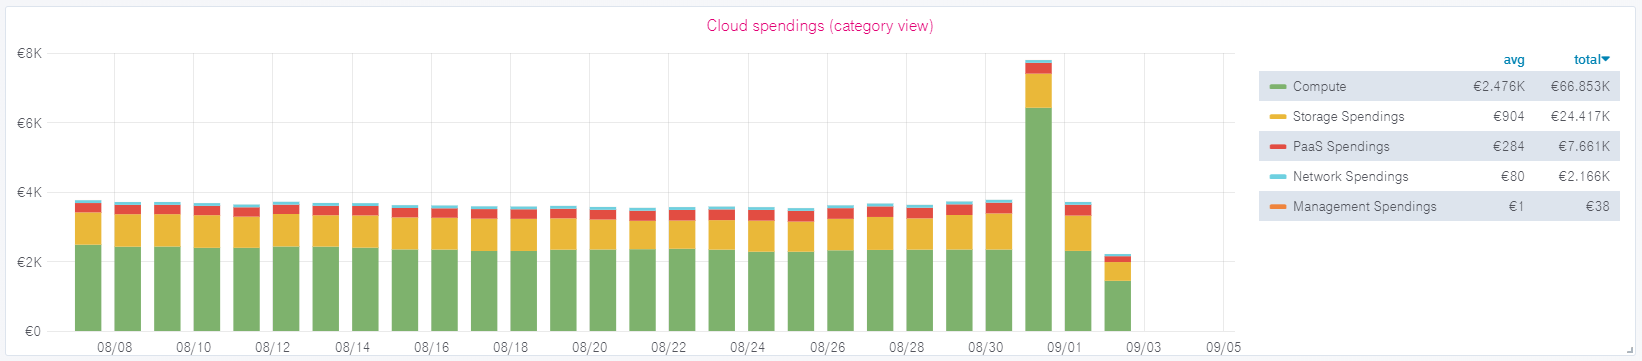 Cloud spendings (category view)
€8K
€6K
€4K
€2K
€0
08/08 08/10 08/12 08/14 08/16 08/18 08/20 08/22 08/24 08/26 08/28 08/30 09/01 09/03 09/05
avg total
Compute €2.476K €66.853K
Storage Spendings €904 €24.417K
PaaS Spendings €284 €7.661K
Network Spendings €80 €2.166K
Management Spendings €1 €38